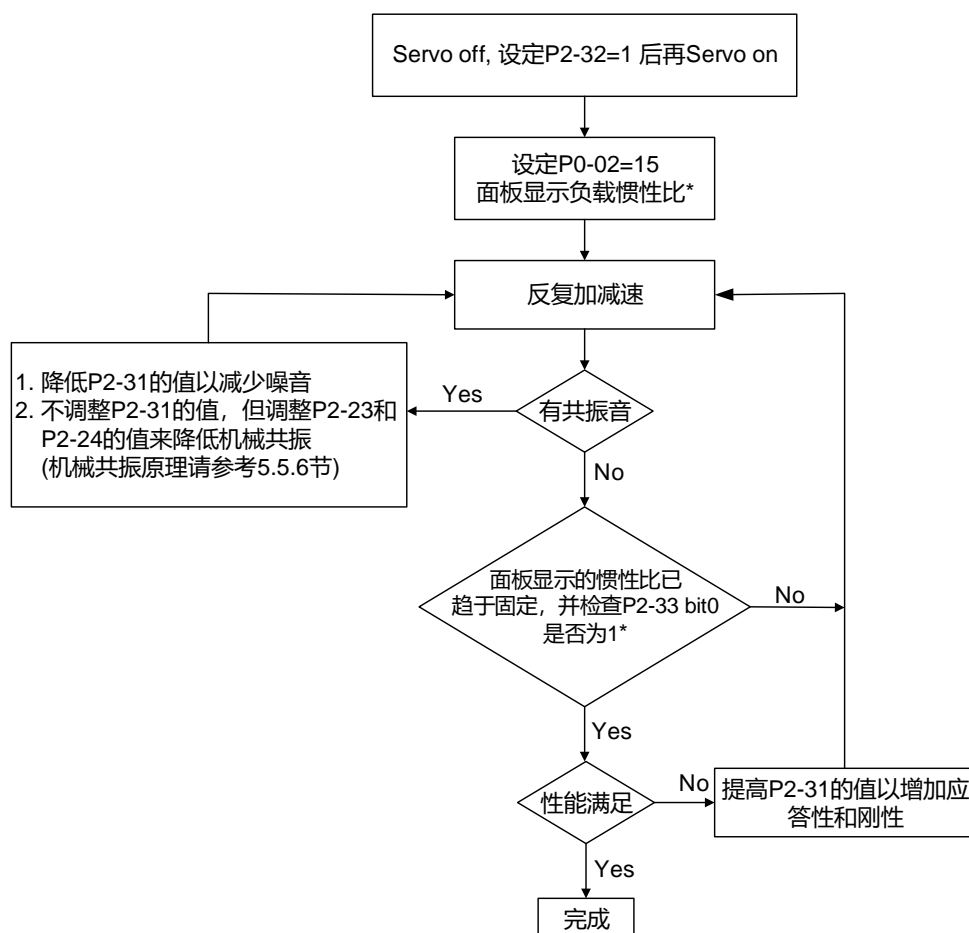 Servo off, 设定P2-32=1 后再Servo on
设定P0-02=15
面板显示负载惯性比*
反复加减速
1. 降低P2-31的值以减少噪音
2. 不调整P2-31的值，但调整P2-23和
P2-24的值来降低机械共振
(机械共振原理请参考5.5.6节)
Yes
有共振音
No
面板显示的惯性比已
趋于固定，并检查P2-33 bit0
是否为1*
No
Yes
性能满足
No
提高P2-31的值以增加应
答性和刚性
Yes
完成